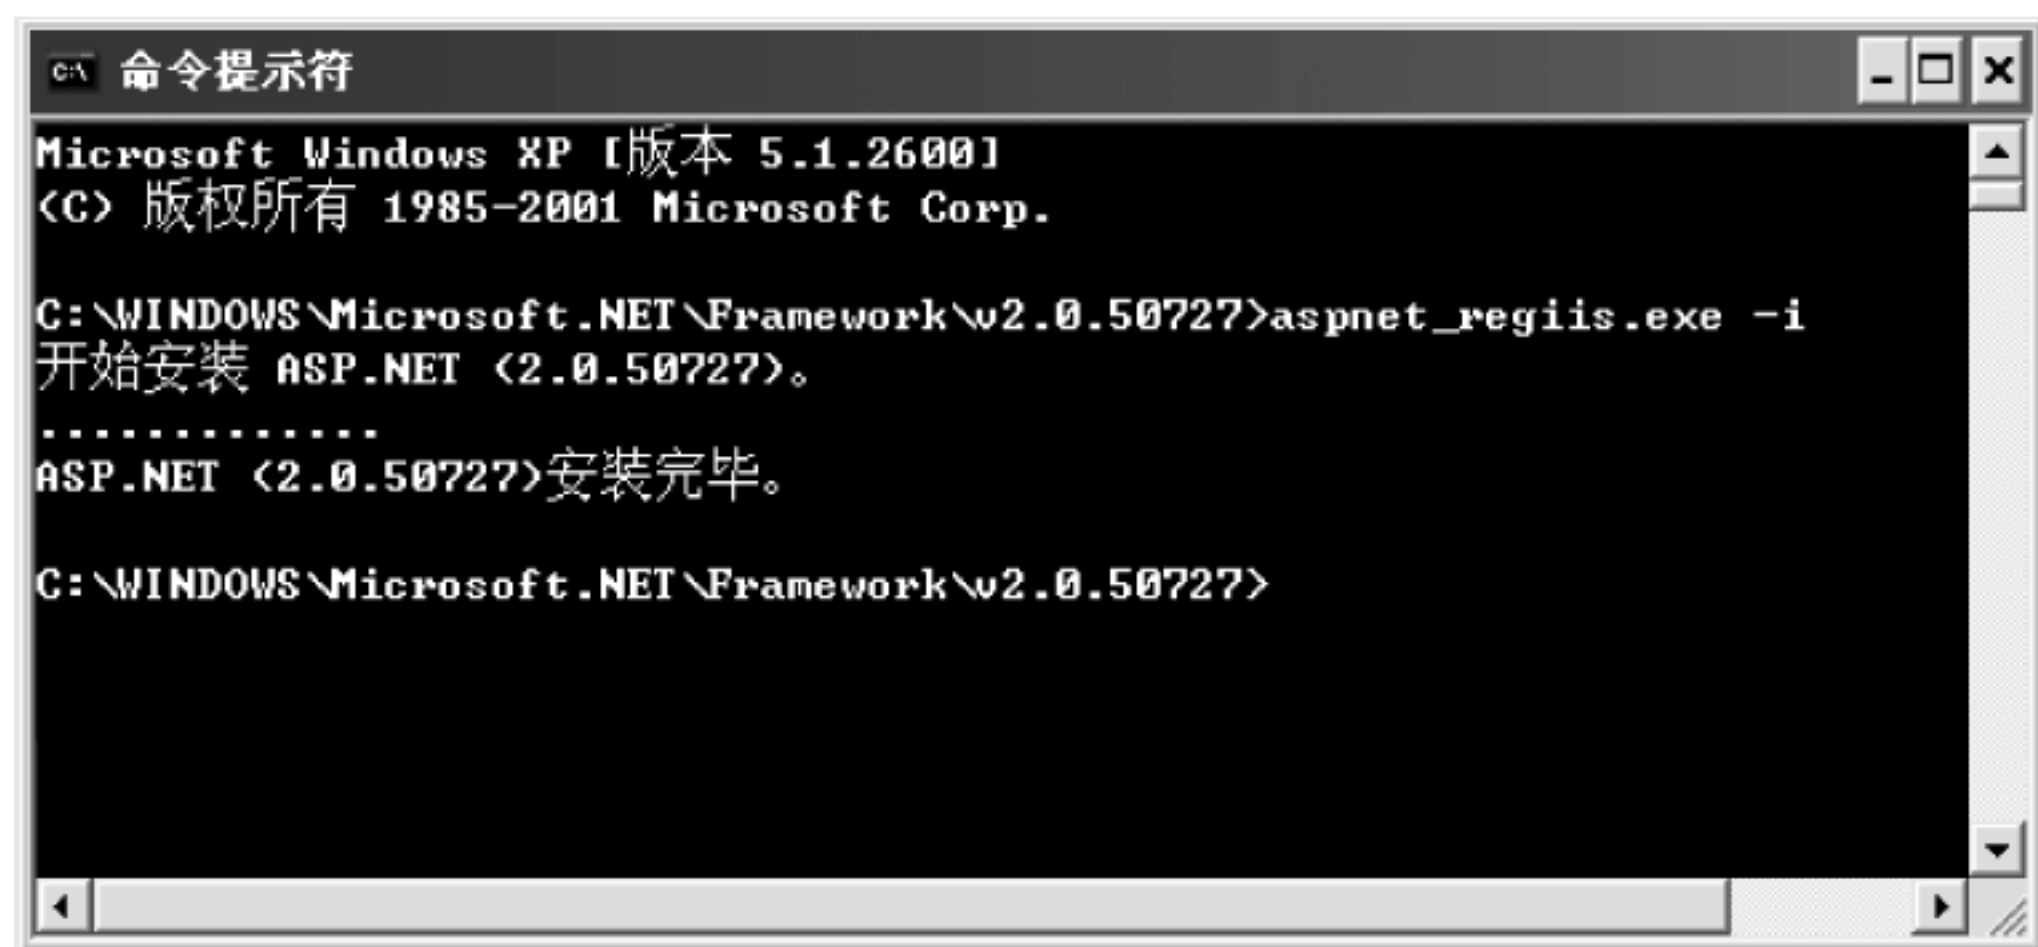 命令提示符
Microsoft Windows XP [版本 5.1.2600]
(C) 版权所有 1985-2001 Microsoft Corp.
C:\WINDOWS\Microsoft.NET\Framework\v2.0.50727>aspnet_regiis.exe -i
开始安装 ASP.NET (2.0.50727)。
.............
ASP.NET (2.0.50727)安装完毕。
C:\WINDOWS\Microsoft.NET\Framework\v2.0.50727>